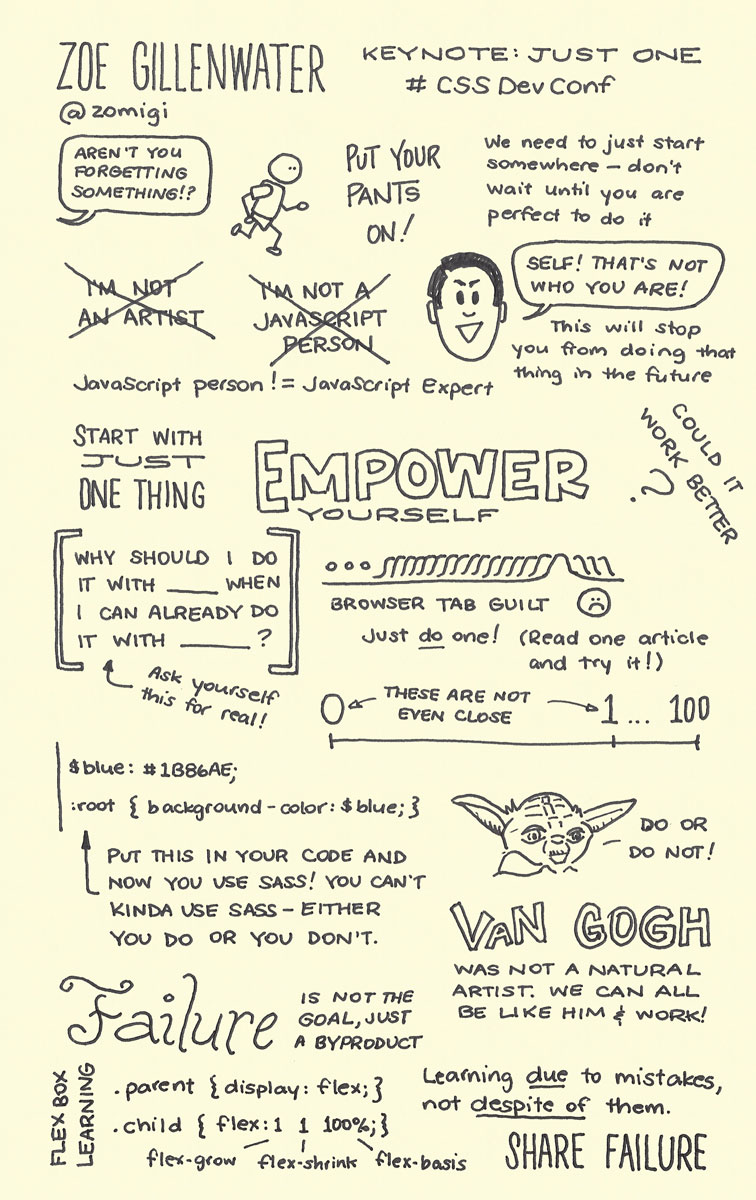 ZOE GILLENWATER
@zomigi
KEYNOTE: JUST ONE
# CSS Dev Conf
AREN'T YOU
FORGETTING
SOMETHING!?
PUT YOUR
PANTS
ON!
We need to just start
somewhere – don't
wait until you are
perfect to do it
I'M NOT
AN ARTIST
I'M NOT A
JAVASCRIPT
PERSON
SELF! THAT'S NOT
WHO YOU ARE!
This will stop
you from doing that
thing in the future
JavaScript person != JavaScript Expert
START WITH
JUST
ONE THING
EMPOWER
YOURSELF
COULD IT
WORK BETTER
?
WHY SHOULD I DO
IT WITH ____ WHEN
I CAN ALREADY DO
IT WITH ______ ?
Ask yourself
this for real!
BROWSER TAB GUILT
Just do one! (Read one article
and try it!)
0 THESE ARE NOT 1 ... 100
EVEN CLOSE
$blue: #1B86AE;
:root { background-color: $blue; }
PUT THIS IN YOUR CODE AND
NOW YOU USE SASS! YOU CAN'T
KINDA USE SASS – EITHER
YOU DO OR YOU DON'T.
DO OR
DO NOT!
VAN GOGH
WAS NOT A NATURAL
ARTIST. WE CAN ALL
BE LIKE HIM & WORK!
Failure
IS NOT THE
GOAL, JUST
A BYPRODUCT
FLEX BOX
LEARNING
.parent { display: flex; }
.child { flex: 1 1 100%; }
flex-grow flex-shrink flex-basis
Learning due to mistakes,
not despite of them.
SHARE FAILURE